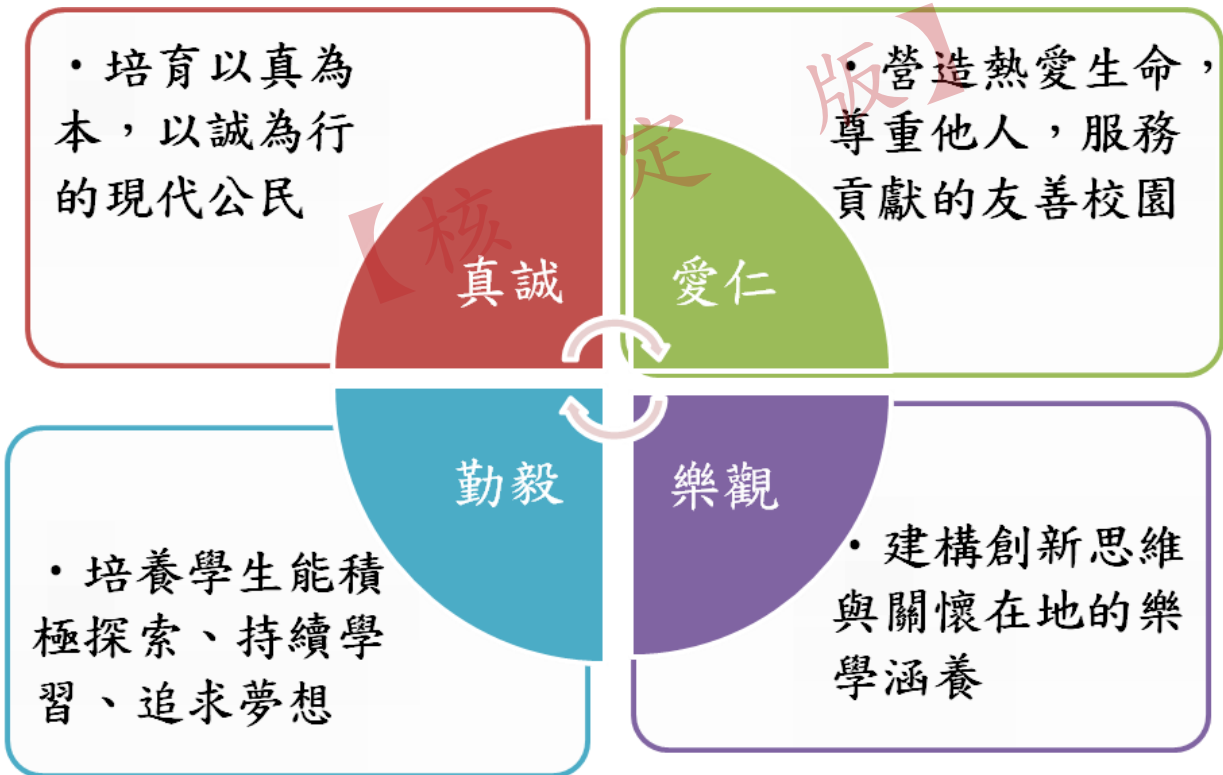 ・培育以真為
本，以誠為行
的現代公民
・營造熱愛生命，
尊重他人，服務
貢獻的友善校園
真誠
愛仁
勤毅
樂觀
・培養學生能積
極探索、持續學
習、追求夢想
・建構創新思維
與關懷在地的樂
學涵養
【核定版】